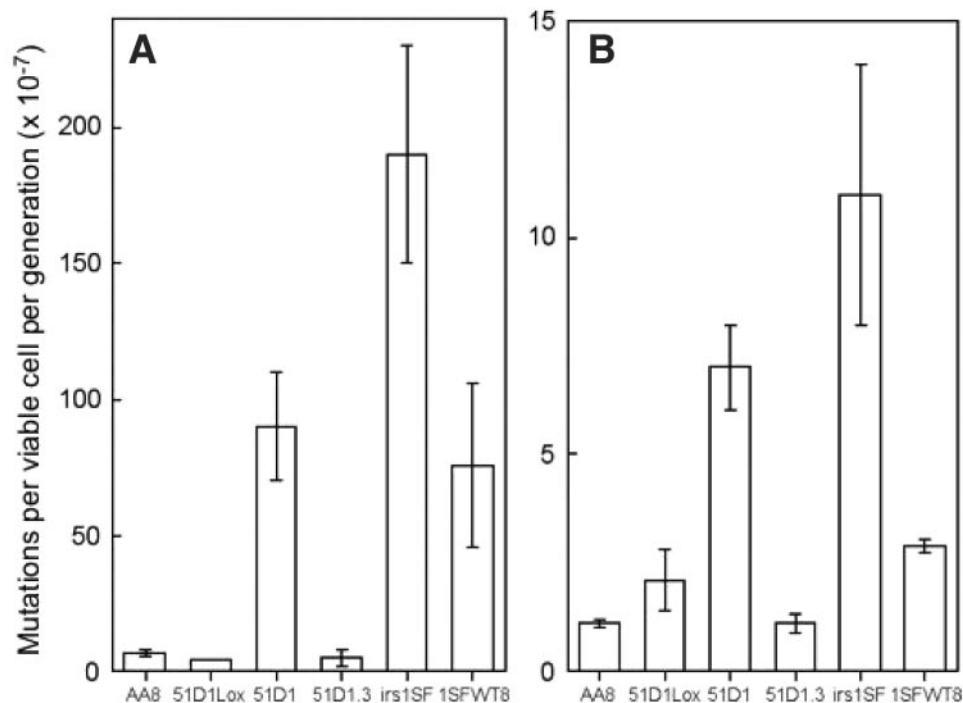 A
B
Mutations per viable cell per generation (x 10-7)
200
150
100
50
0
15
10
5
0
AA8 51D1Lox 51D1 51D1.3 irs1SF 1SFWT8
AA8 51D1Lox 51D1 51D1.3 irs1SF 1SFWT8